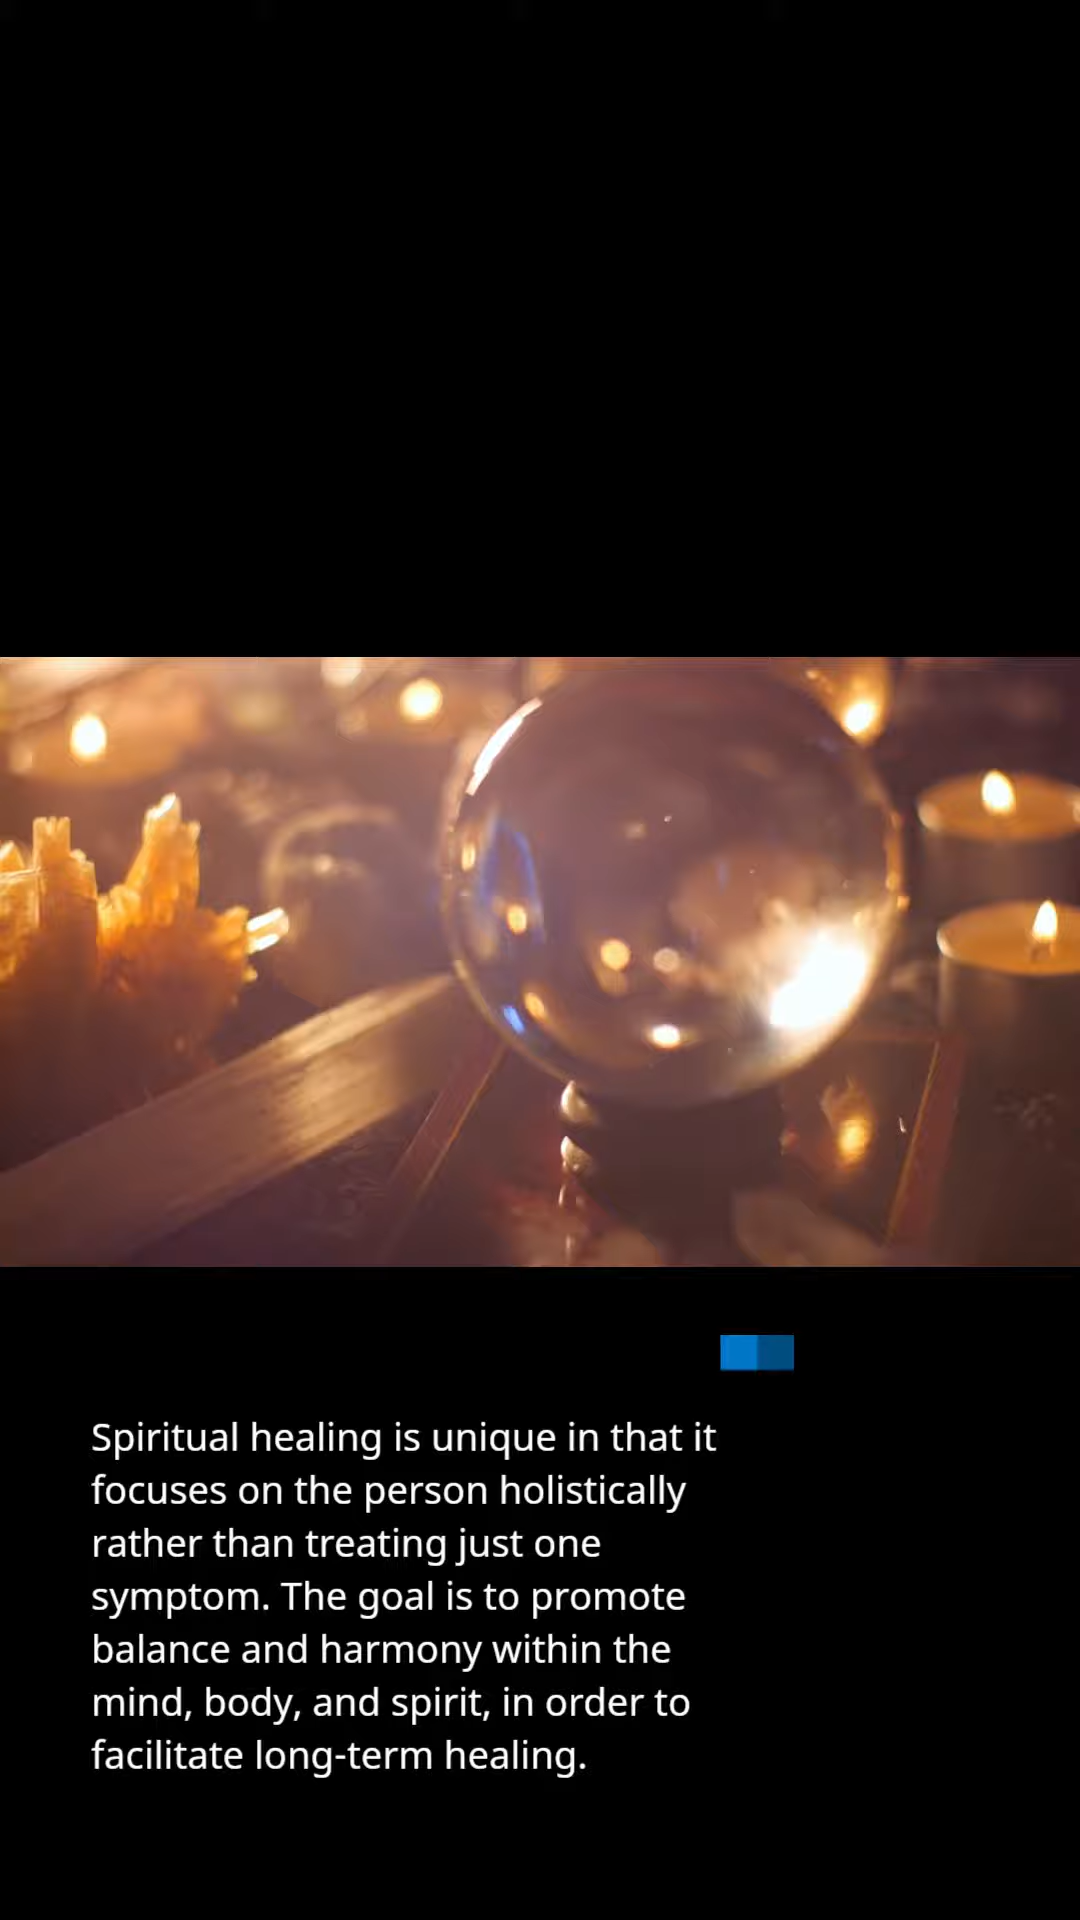 Spiritual healing is unique in that it
focuses on the person holistically
rather than treating just one
symptom. The goal is to promote
balance and harmony within the
mind, body, and spirit, in order to
facilitate long-term healing.